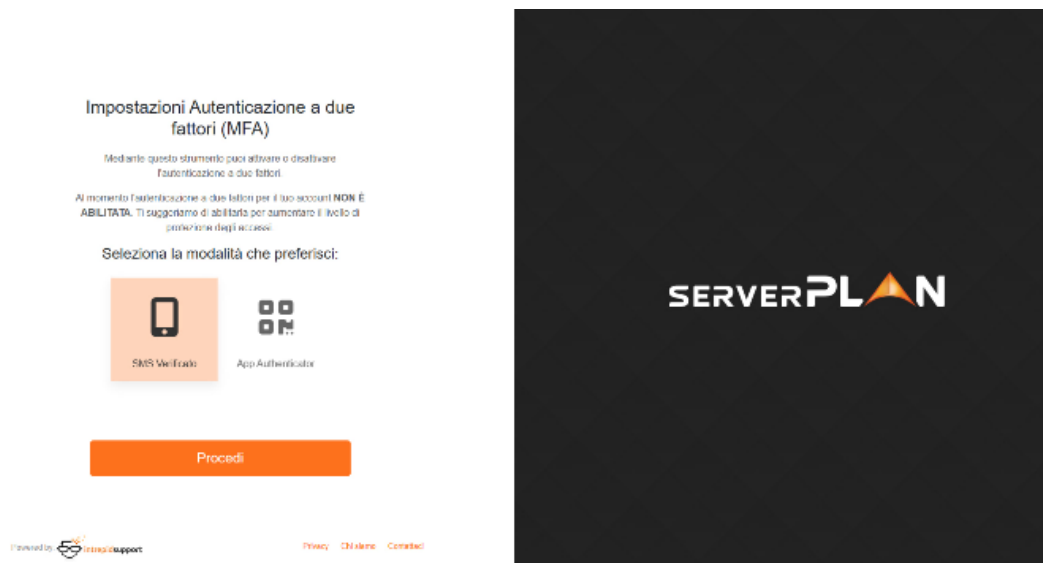 Impostazioni Autenticazione a due
fattori (MFA)
Mediante questo strumento puoi attivare o disattivare
l'autenticazione a due fattori.
Al momento l'autenticazione a due fattori per il tuo account NON È
ABILITATA. Ti suggeriamo di abilitarla per aumentare il livello di
protezione degli accessi.
Seleziona la modalità che preferisci:
SMS Verificato
App Authenticator
Procedi
Powered by: intrepidsupport
Privacy Chi siamo Contattaci
SERVERPLAN